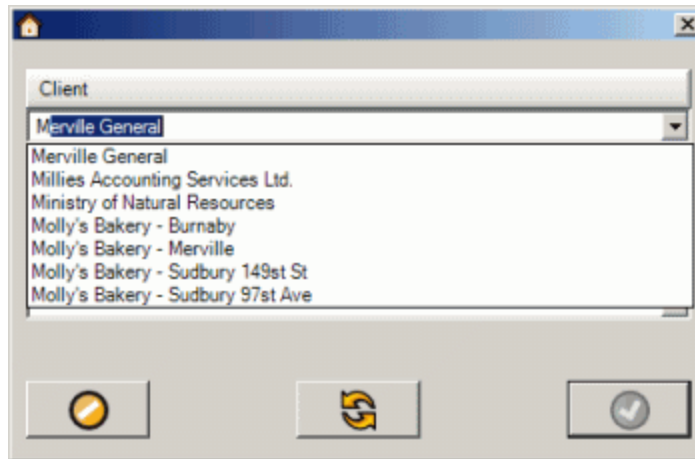 Client
Merville General
Merville General
Millies Accounting Services Ltd.
Ministry of Natural Resources
Molly's Bakery - Burnaby
Molly's Bakery - Merville
Molly's Bakery - Sudbury 149st St
Molly's Bakery - Sudbury 97st Ave